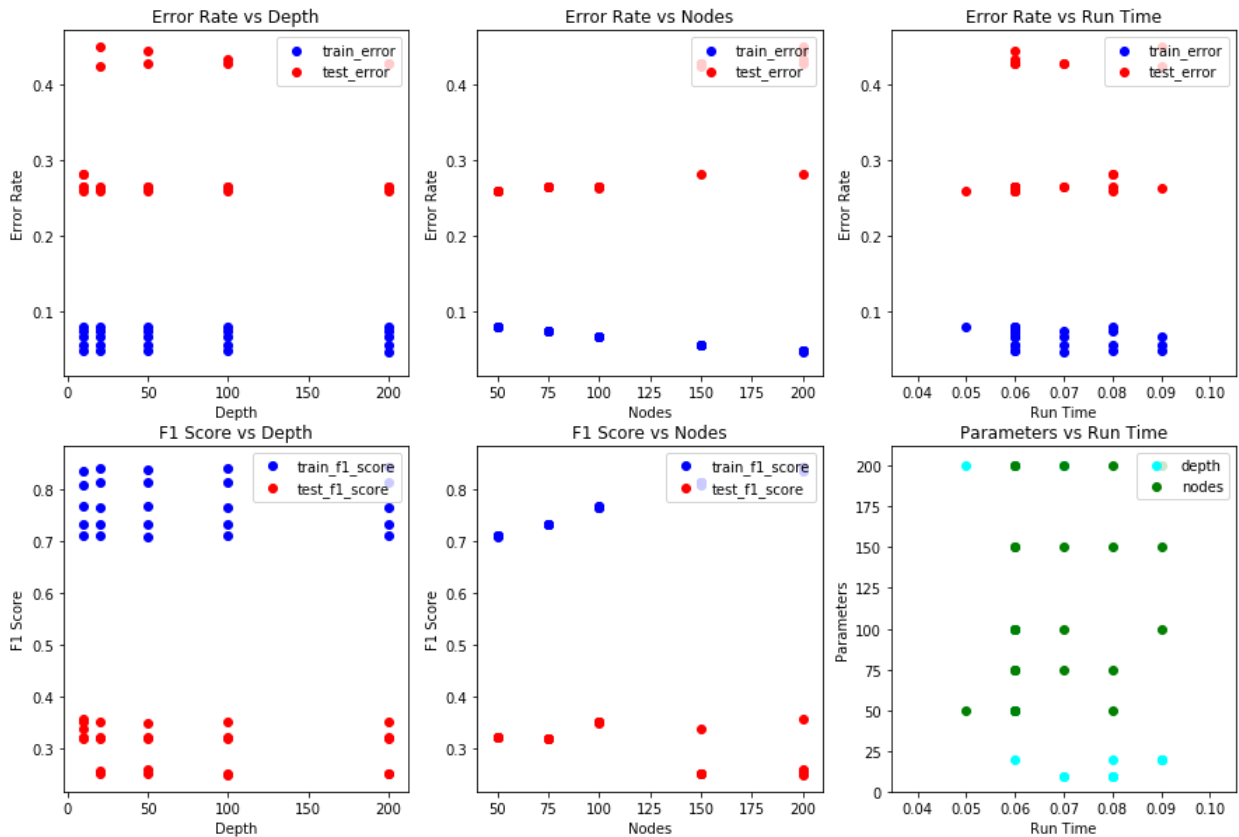 Error Rate vs Depth
Error Rate
0.4
0.3
0.2
0.1
train_error
test_error
0
50
100
150
200
Depth
Error Rate vs Nodes
Error Rate
0.4
0.3
0.2
0.1
train_error
test_error
50
75
100
125
150
175
200
Nodes
Error Rate vs Run Time
Error Rate
0.4
0.3
0.2
0.1
train_error
test_error
0.04
0.05
0.06
0.07
0.08
0.09
0.10
Run Time
F1 Score vs Depth
F1 Score
0.8
0.7
0.6
0.5
0.4
0.3
train_f1_score
test_f1_score
0
50
100
150
200
Depth
F1 Score vs Nodes
F1 Score
0.8
0.7
0.6
0.5
0.4
0.3
train_f1_score
test_f1_score
50
75
100
125
150
175
200
Nodes
Parameters vs Run Time
Parameters
200
175
150
125
100
75
50
25
0
depth
nodes
0.04
0.05
0.06
0.07
0.08
0.09
0.10
Run Time